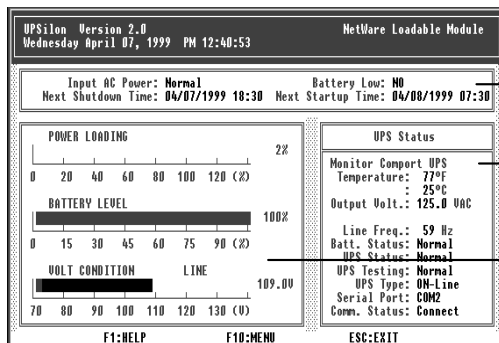 UPSilon Version 2.0 NetWare Loadable Module
Wednesday April 07, 1999 PM 12:40:53
Input AC Power: Normal Battery Low: NO
Next Shutdown Time: 04/07/1999 18:30 Next Startup Time: 04/08/1999 07:30
POWER LOADING
2%
0 20 40 60 80 100 120 (%)
BATTERY LEVEL
100%
0 15 30 45 60 75 90 (%)
VOLT CONDITION LINE
109.0V
70 80 90 100 110 120 130 (V)
UPS Status
Monitor Comport UPS
Temperature: 77°F
: 25°C
Output Volt.: 125.0 VAC
Line Freq.: 59 Hz
Batt. Status: Normal
UPS Status: Normal
UPS Testing: Normal
UPS Type: ON-Line
Serial Port: COM2
Comm. Status: Connect
F1:HELP F10:MENU ESC:EXIT